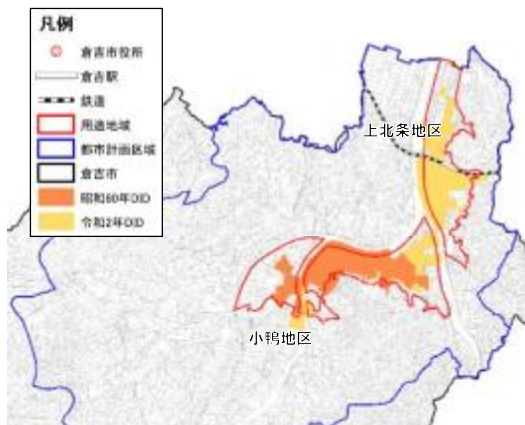 凡例
倉吉市役所
倉吉駅
鉄道
用途地域
都市計画区域
倉吉市
昭和60年DID
令和2年DID
上北条地区
小鴨地区